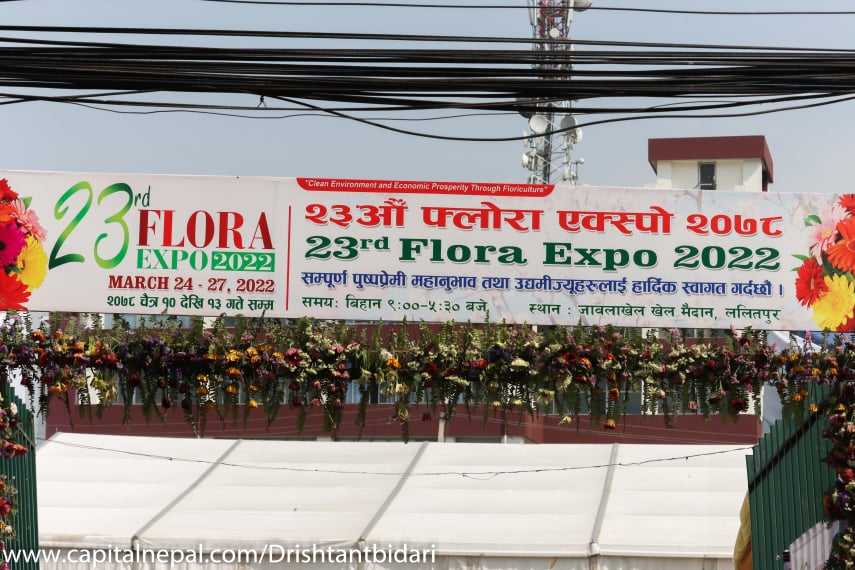 23rd
FLORA
EXPO 2022
MARCH 24 - 27, 2022
२०७८ चैत्र १० देखि १३ गते सम्म
"Clean Environment and Economic Prosperity Through Floriculture"
२३औं फ्लोरा एक्स्पो २०७८
23rd Flora Expo 2022
सम्पूर्ण पुष्पप्रेमी महानुभाव तथा उद्यमीज्यूहरुलाई हार्दिक स्वागत गर्दछौं ।
समय: बिहान ९:००-५:३० बजे, स्थान : जावलाखेल खेल मैदान, ललितपुर
www.capitalnepal.com/Drishtantbidari